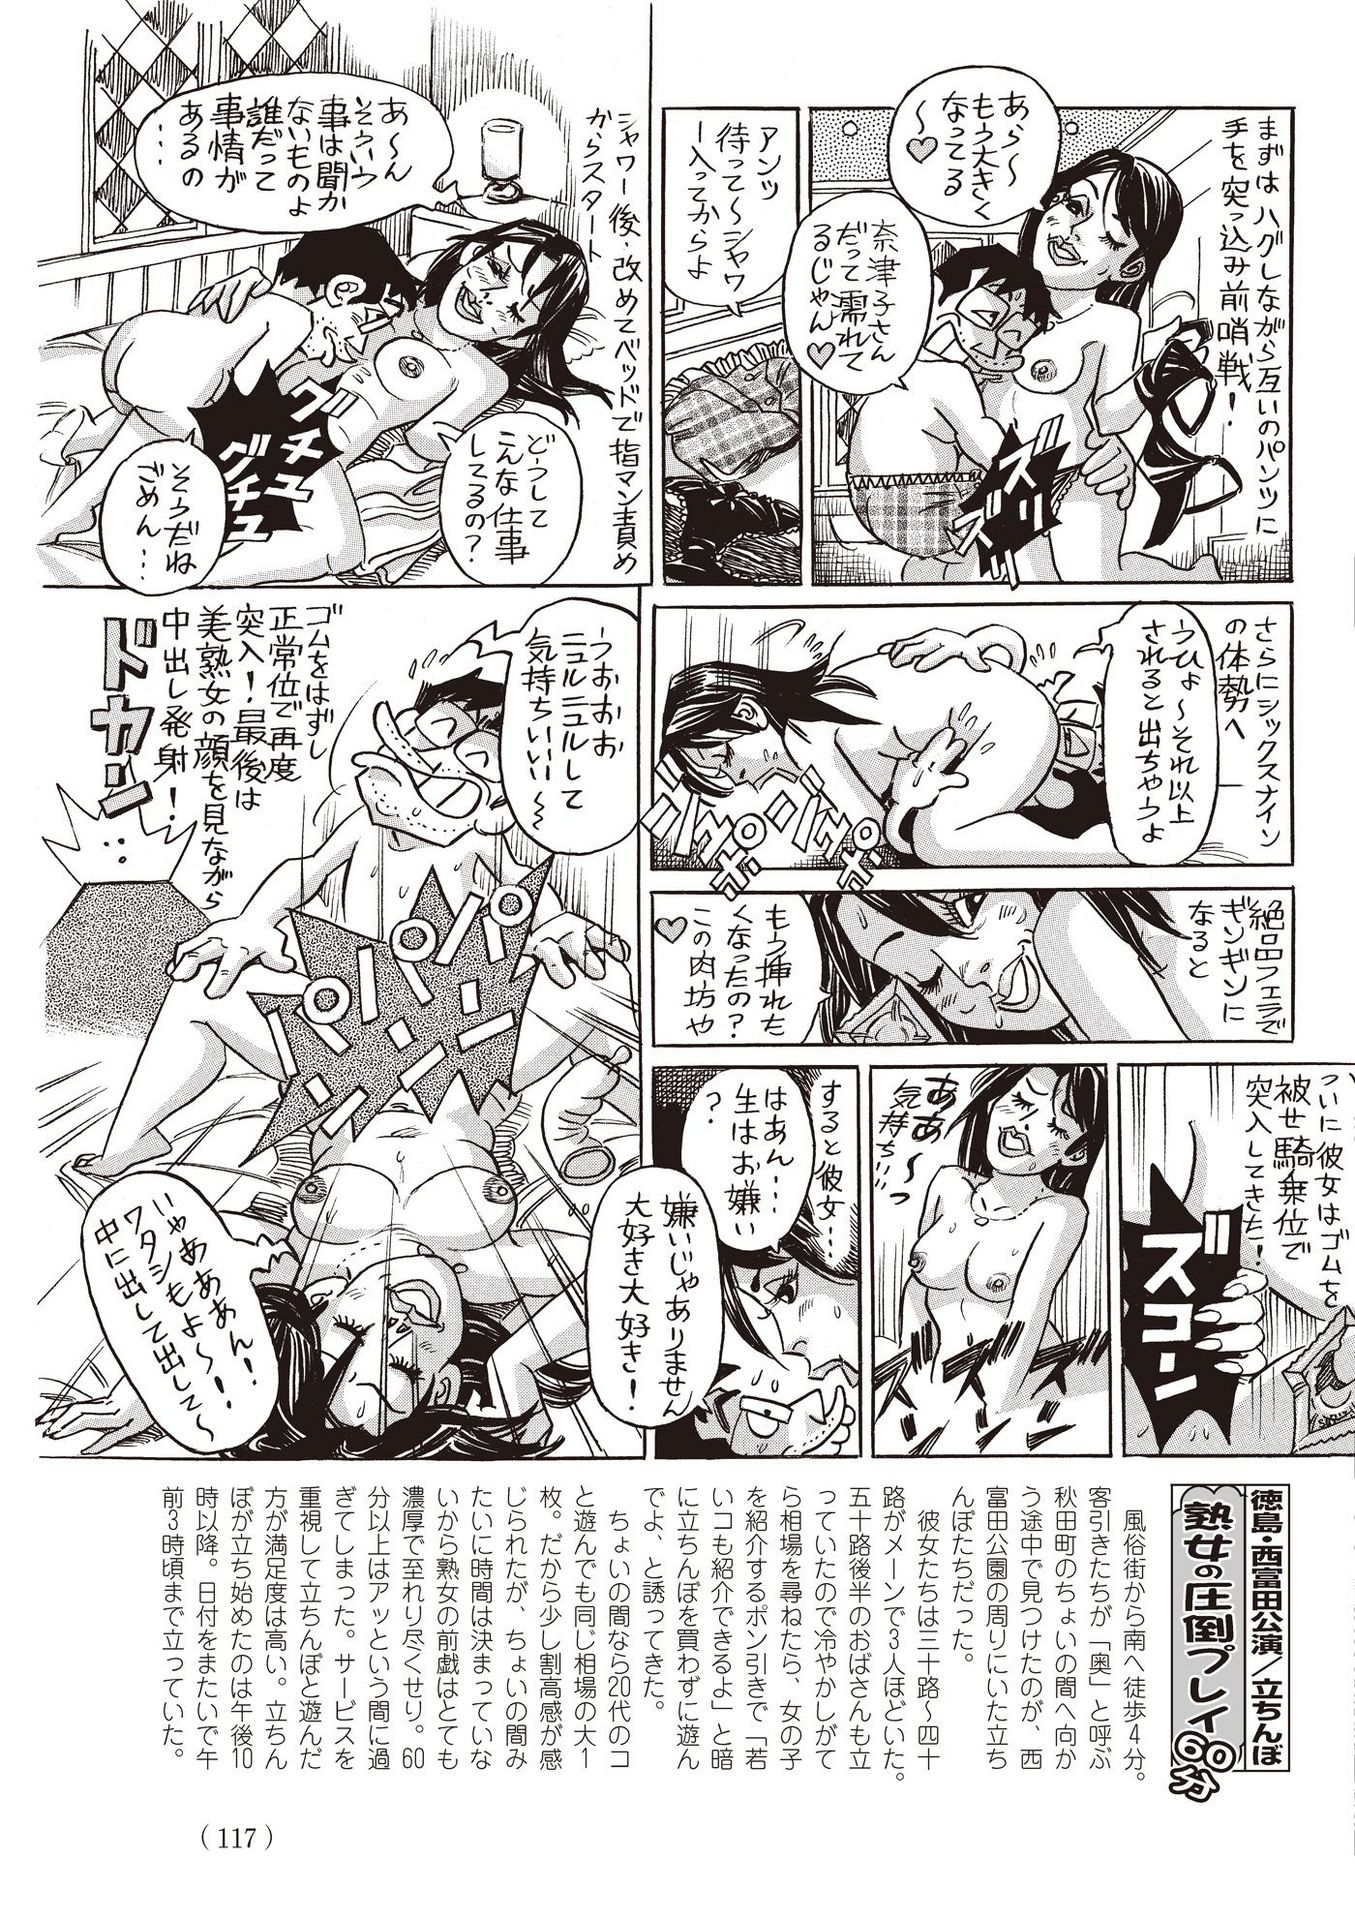 まずはハグしながら互いのパンツに
手を突っ込み前哨戦！
あら〜
もう大きく
なってる
〜♥
奈津子さん
だって濡れて
るじゃん
♥
ズズ
アンッ
待って〜シャワ
ー入ってからよ
シャワー後、改めてベッドで指マン責め
からスタート
あ〜ん
そういう
事は聞か
ないものよ
誰だって
事情が
あるの
・・・
どうして
こんな仕事
してるの？
グチュ
グチュ
そうだね
ごめん・・・
さらにシックスナイン
の体勢へ―
うひょ〜それ以上
されると出ちゃうよ
ジュポジュポ
絶品フェラで
ギンギンに
なると
もう挿れたく
なったの？
この肉坊や
♥
ついに彼女はゴムを
被せ騎乗位で
突入してきた！
ズコン
ああ〜
気持ちいいっ
ズズズ
すると彼女・・・
はあん・・・
生はお嫌い
？
嫌いじゃありません
大好き大好き！
ゴムをはずし
正常位で再度
突入！最後は
美熟女の顔を見ながら
中出し発射！
ドカン
うおおお
ニュルニュルして
気持ちいい〜
パンパンパンパン
いゃあああん！
ワタシもよ〜！
中に出して出して〜
徳島・西富田公演／立ちんぼ
熟女の圧倒プレイ60分
風俗街から南へ徒歩4分。
客引きたちが「奥」と呼ぶ
秋田町のちょいの間へ向か
う途中で見つけたのが、西
富田公園の周りにいた立ち
んぼたちだった。
彼女たちは三十路〜四十
路がメーンで3人ほどいた。
五十路後半のおばさんも立
っていたので冷やかしがて
ら相場を尋ねたら、女の子
を紹介するポン引きで「若
いコも紹介できるよ」と暗
に立ちんぼを買わずに遊ん
でよ、と誘ってきた。
ちょいの間なら20代のコ
と遊んでも同じ相場の大1
枚。だから少し割高感が感
じられたが、ちょいの間み
たいに時間は決まっていな
いから熟女の前戯はとても
濃厚で至れり尽くせり。60
分以上はアッという間に過
ぎてしまった。サービスを
重視して立ちんぼと遊んだ
方が満足度は高い。立ちん
ぼが立ち始めたのは午後10
時以降。日付をまたいで午
前3時頃まで立っていた。
（117）